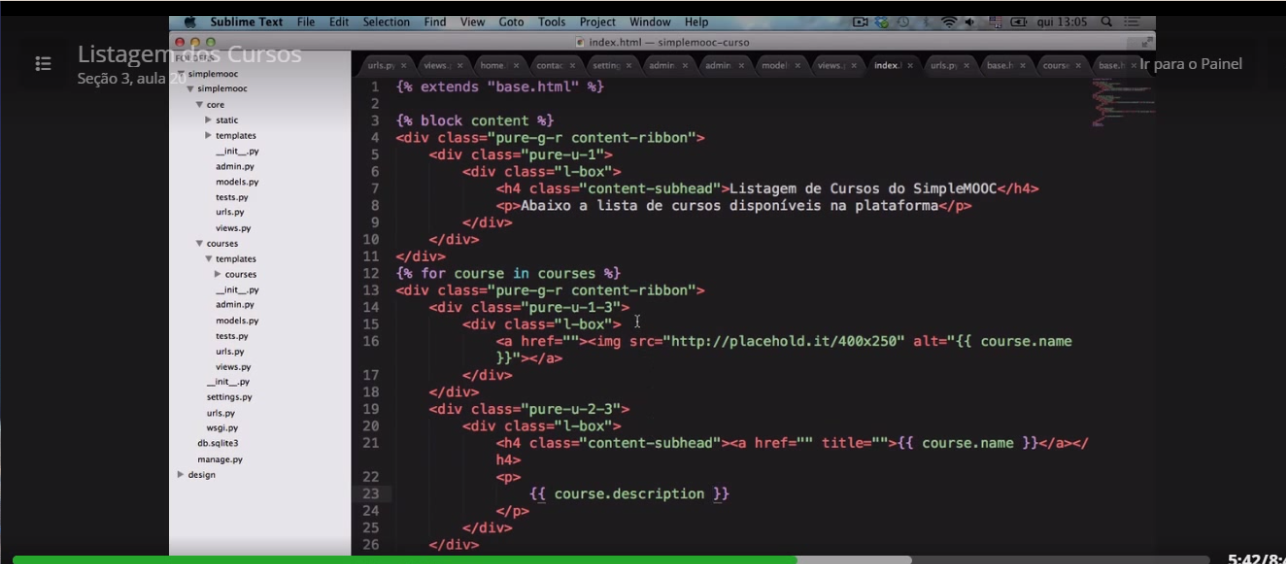 Sublime Text File Edit Selection Find View Goto Tools Project Window Help qui 13:05
index.html — simplemooc-curso
Listagem dos Cursos
Seção 3, aula 20
Ir para o Painel
urls.py × views. × home. × contac × setting × admin. × admin. × model × views. × index.l × urls.py × base.h × course × base.h ×
simplemooc
simplemooc
core
static
templates
__init__.py
admin.py
models.py
tests.py
urls.py
views.py
courses
templates
courses
__init__.py
admin.py
models.py
tests.py
urls.py
views.py
__init__.py
settings.py
urls.py
wsgi.py
db.sqlite3
manage.py
design
1 {% extends "base.html" %}
2
3 {% block content %}
4 <div class="pure-g-r content-ribbon">
5 <div class="pure-u-1">
6 <div class="l-box">
7 <h4 class="content-subhead">Listagem de Cursos do SimpleMOOC</h4>
8 <p>Abaixo a lista de cursos disponíveis na plataforma</p>
9 </div>
10 </div>
11 </div>
12 {% for course in courses %}
13 <div class="pure-g-r content-ribbon">
14 <div class="pure-u-1-3">
15 <div class="l-box">
16 <a href=""><img src="http://placehold.it/400x250" alt="{{ course.name
}}"></a>
17 </div>
18 </div>
19 <div class="pure-u-2-3">
20 <div class="l-box">
21 <h4 class="content-subhead"><a href="" title="">{{ course.name }}</a></
h4>
22 <p>
23 {{ course.description }}
24 </p>
25 </div>
26 </div>
5:42/8: